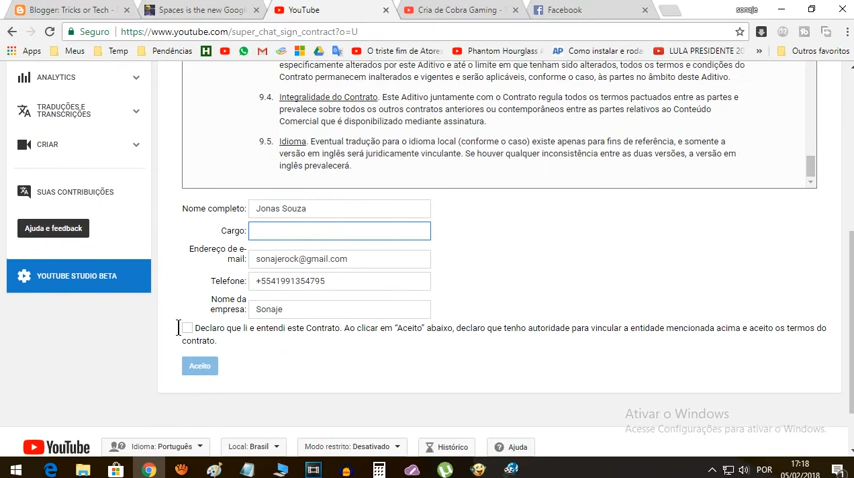 Blogger: Tricks or Tech -
Spaces is the new Google
YouTube
Cria de Cobra Gaming -
Facebook
sonaje
Seguro
https://www.youtube.com/super_chat_sign_contract?o=U
Apps
Meus
Temp
Pendências
O triste fim de Atore
Phantom Hourglass
Como instalar e roda
LULA PRESIDENTE 20
Outros favoritos
ANALYTICS
TRADUÇÕES E
TRANSCRIÇÕES
CRIAR
SUAS CONTRIBUIÇÕES
Ajuda e feedback
YOUTUBE STUDIO BETA
especificamente alterados por este Aditivo e até o limite em que tenham sido alterados, todos os termos e condições do
Contrato permanecem inalterados e vigentes e serão aplicáveis, conforme o caso, às partes no âmbito deste Aditivo.
9.4. Integralidade do Contrato. Este Aditivo juntamente com o Contrato regula todos os termos pactuados entre as partes e
prevalece sobre todos os outros contratos anteriores ou contemporâneos entre as partes relativos ao Conteúdo
Comercial que é disponibilizado mediante assinatura.
9.5. Idioma. Eventual tradução para o idioma local (conforme o caso) existe apenas para fins de referência, e somente a
versão em inglês será juridicamente vinculante. Se houver qualquer inconsistência entre as duas versões, a versão em
inglês prevalecerá.
Nome completo: Jonas Souza
Cargo:
Endereço de e-
mail: sonajerock@gmail.com
Telefone: +5541991354795
Nome da
empresa: Sonaje
Declaro que li e entendi este Contrato. Ao clicar em “Aceito” abaixo, declaro que tenho autoridade para vincular a entidade mencionada acima e aceito os termos do
contrato.
Aceito
Ativar o Windows
Acesse Configurações para ativar o Windows.
YouTube
Idioma: Português
Local: Brasil
Modo restrito: Desativado
Histórico
Ajuda
POR
17:18
05/02/2018